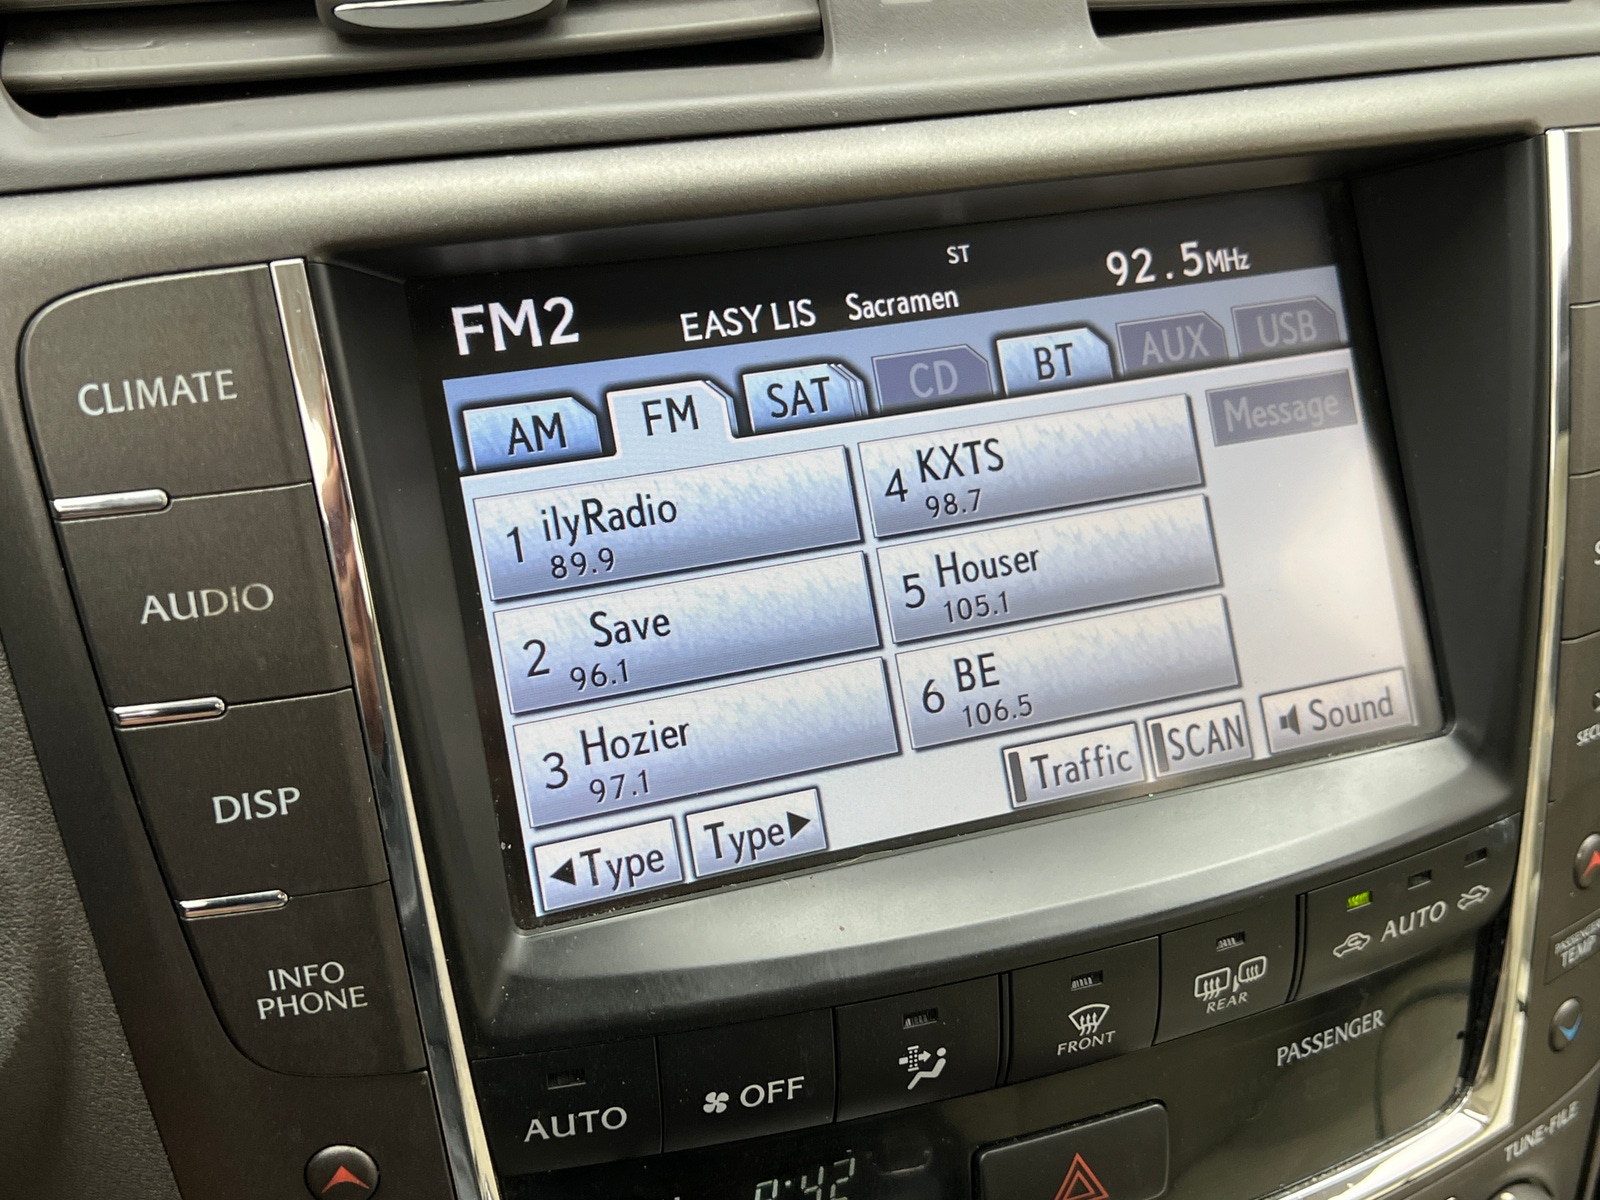 ST
FM2 EASY LIS Sacramen 92.5MHz
AM FM SAT CD BT AUX USB
Message
1 ilyRadio
89.9
2 Save
96.1
3 Hozier
97.1
4 KXTS
98.7
5 Houser
105.1
6 BE
106.5
◀Type Type▶ Traffic SCAN Sound
CLIMATE
AUDIO
DISP
INFO
PHONE
AUTO
OFF
FRONT
REAR
AUTO
PASSENGER
PASSENGER
TEMP
TUNE•FILE